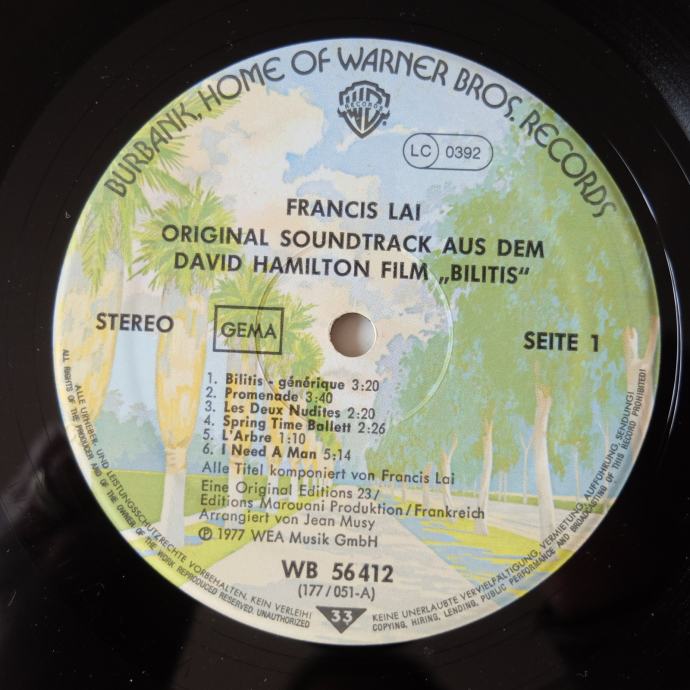 BURBANK, HOME OF WARNER BROS. RECORDS
WB RECORDS
LC 0392
FRANCIS LAI
ORIGINAL SOUNDTRACK AUS DEM
DAVID HAMILTON FILM „BILITIS“
STEREO
GEMA
SEITE 1
1. Bilitis - générique 3:20
2. Promenade 3:40
3. Les Deux Nudites 2:20
4. Spring Time Ballett 2:26
5. L'Arbre 1:10
6. I Need A Man 5:14
Alle Titel komponiert von Francis Lai
Eine Original Editions 23/
Editions Marouani Produktion/Frankreich
Arrangiert von Jean Musy
Ⓟ 1977 WEA Musik GmbH
WB 56 412
(177/051-A)
33
ALLE URHEBER- UND LEISTUNGSSCHUTZRECHTE VORBEHALTEN. KEIN VERLEIH! KEINE UNERLAUBTE VERVIELFÄLTIGUNG, VERMIETUNG, AUFFÜHRUNG, SENDUNG!
ALL RIGHTS OF THE PRODUCER AND OF THE OWNER OF THE WORK REPRODUCED RESERVED. UNAUTHORIZED COPYING, HIRING, LENDING, PUBLIC PERFORMANCE AND BROADCASTING OF THIS RECORD PROHIBITED!